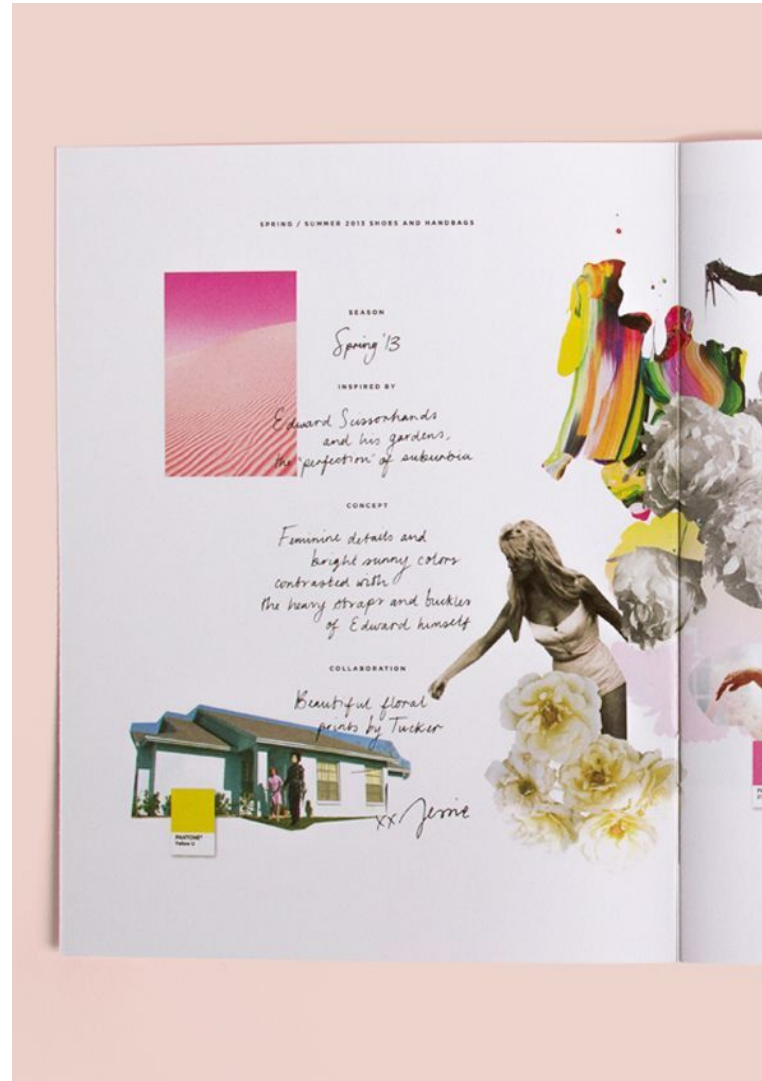 SPRING / SUMMER 2013 SHOES AND HANDBAGS
SEASON
Spring '13
INSPIRED BY
Edward Scissorhands
and his gardens,
the "perfection" of suburbia
CONCEPT
Feminine details and
bright sunny colors
contrasted with
the heavy straps and buckles
of Edward himself
COLLABORATION
Beautiful floral
prints by Tucker
xx Jessie
PANTONE®
Yellow U